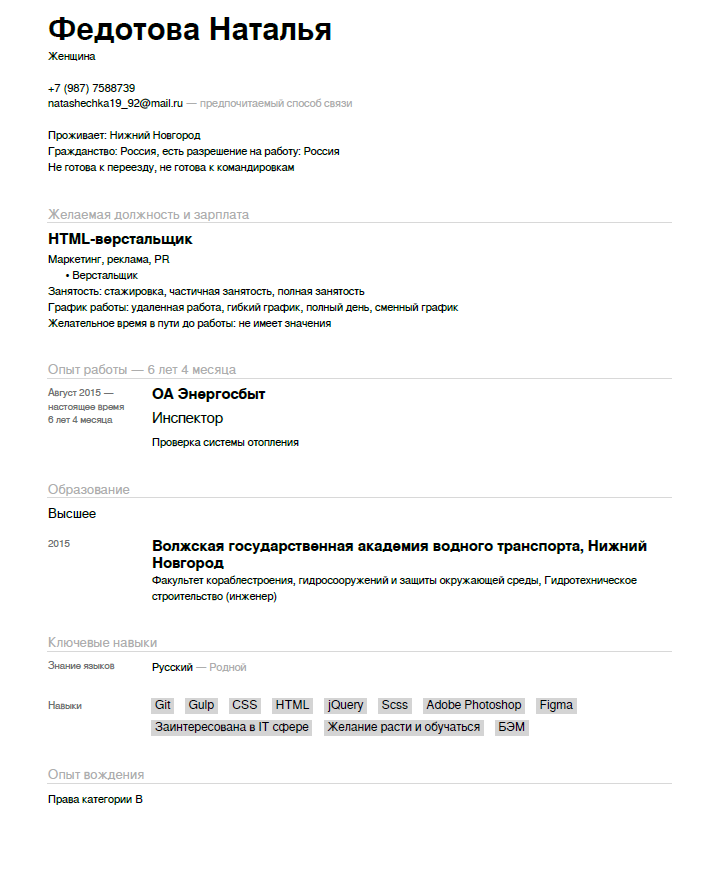 Федотова Наталья
Женщина
+7 (987) 7588739
natashechka19_92@mail.ru — предпочитаемый способ связи
Проживает: Нижний Новгород
Гражданство: Россия, есть разрешение на работу: Россия
Не готова к переезду, не готова к командировкам
Желаемая должность и зарплата
HTML-верстальщик
Маркетинг, реклама, PR
• Верстальщик
Занятость: стажировка, частичная занятость, полная занятость
График работы: удаленная работа, гибкий график, полный день, сменный график
Желательное время в пути до работы: не имеет значения
Опыт работы — 6 лет 4 месяца
Август 2015 —
настоящее время
6 лет 4 месяца
ОА Энергосбыт
Инспектор
Проверка системы отопления
Образование
Высшее
2015
Волжская государственная академия водного транспорта, Нижний
Новгород
Факультет кораблестроения, гидросооружений и защиты окружающей среды, Гидротехническое
строительство (инженер)
Ключевые навыки
Знание языков
Русский — Родной
Навыки
Git Gulp CSS HTML jQuery Scss Adobe Photoshop Figma
Заинтересована в IT сфере Желание расти и обучаться БЭМ
Опыт вождения
Права категории B